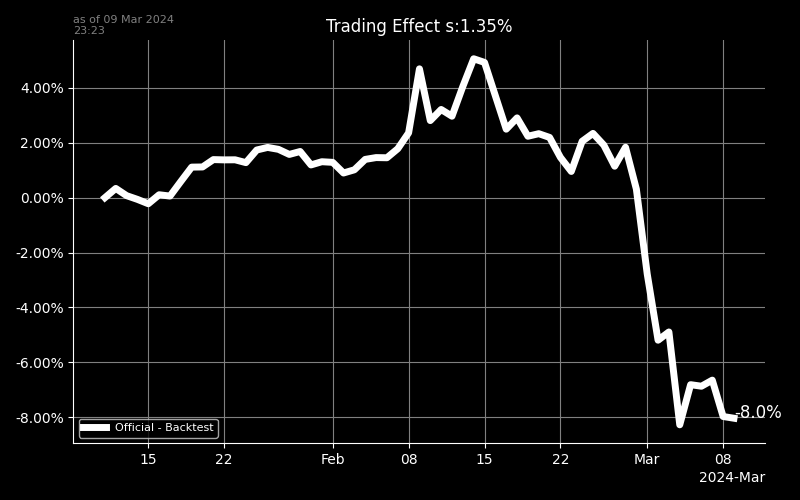 as of 09 Mar 2024
23:23
Trading Effect s:1.35%
4.00%
2.00%
0.00%
-2.00%
-4.00%
-6.00%
-8.00%
-8.0%
Official - Backtest
15 22 Feb 08 15 22 Mar 08
2024-Mar